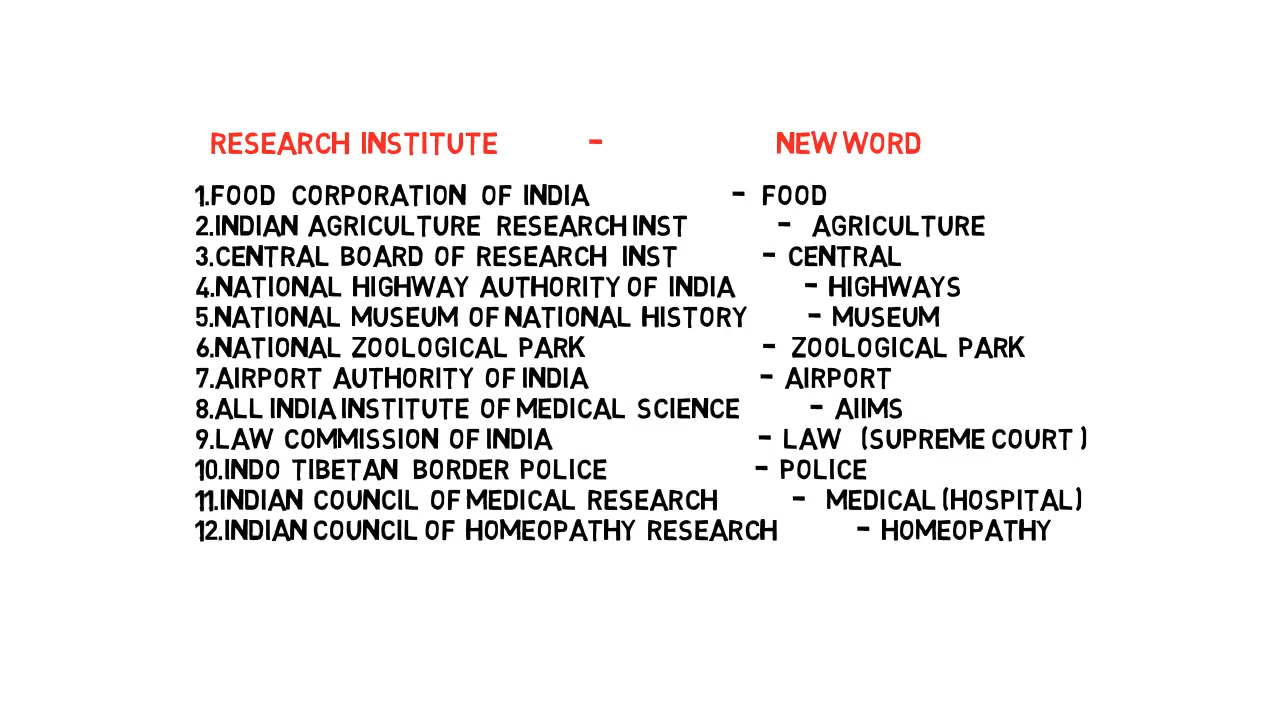 RESEARCH INSTITUTE - NEW WORD
1.FOOD CORPORATION OF INDIA - FOOD
2.INDIAN AGRICULTURE RESEARCH INST - AGRICULTURE
3.CENTRAL BOARD OF RESEARCH INST - CENTRAL
4.NATIONAL HIGHWAY AUTHORITY OF INDIA - HIGHWAYS
5.NATIONAL MUSEUM OF NATIONAL HISTORY - MUSEUM
6.NATIONAL ZOOLOGICAL PARK - ZOOLOGICAL PARK
7.AIRPORT AUTHORITY OF INDIA - AIRPORT
8.ALL INDIA INSTITUTE OF MEDICAL SCIENCE - AIIMS
9.LAW COMMISSION OF INDIA - LAW (SUPREME COURT )
10.INDO TIBETAN BORDER POLICE - POLICE
11.INDIAN COUNCIL OF MEDICAL RESEARCH - MEDICAL (HOSPITAL)
12.INDIAN COUNCIL OF HOMEOPATHY RESEARCH - HOMEOPATHY